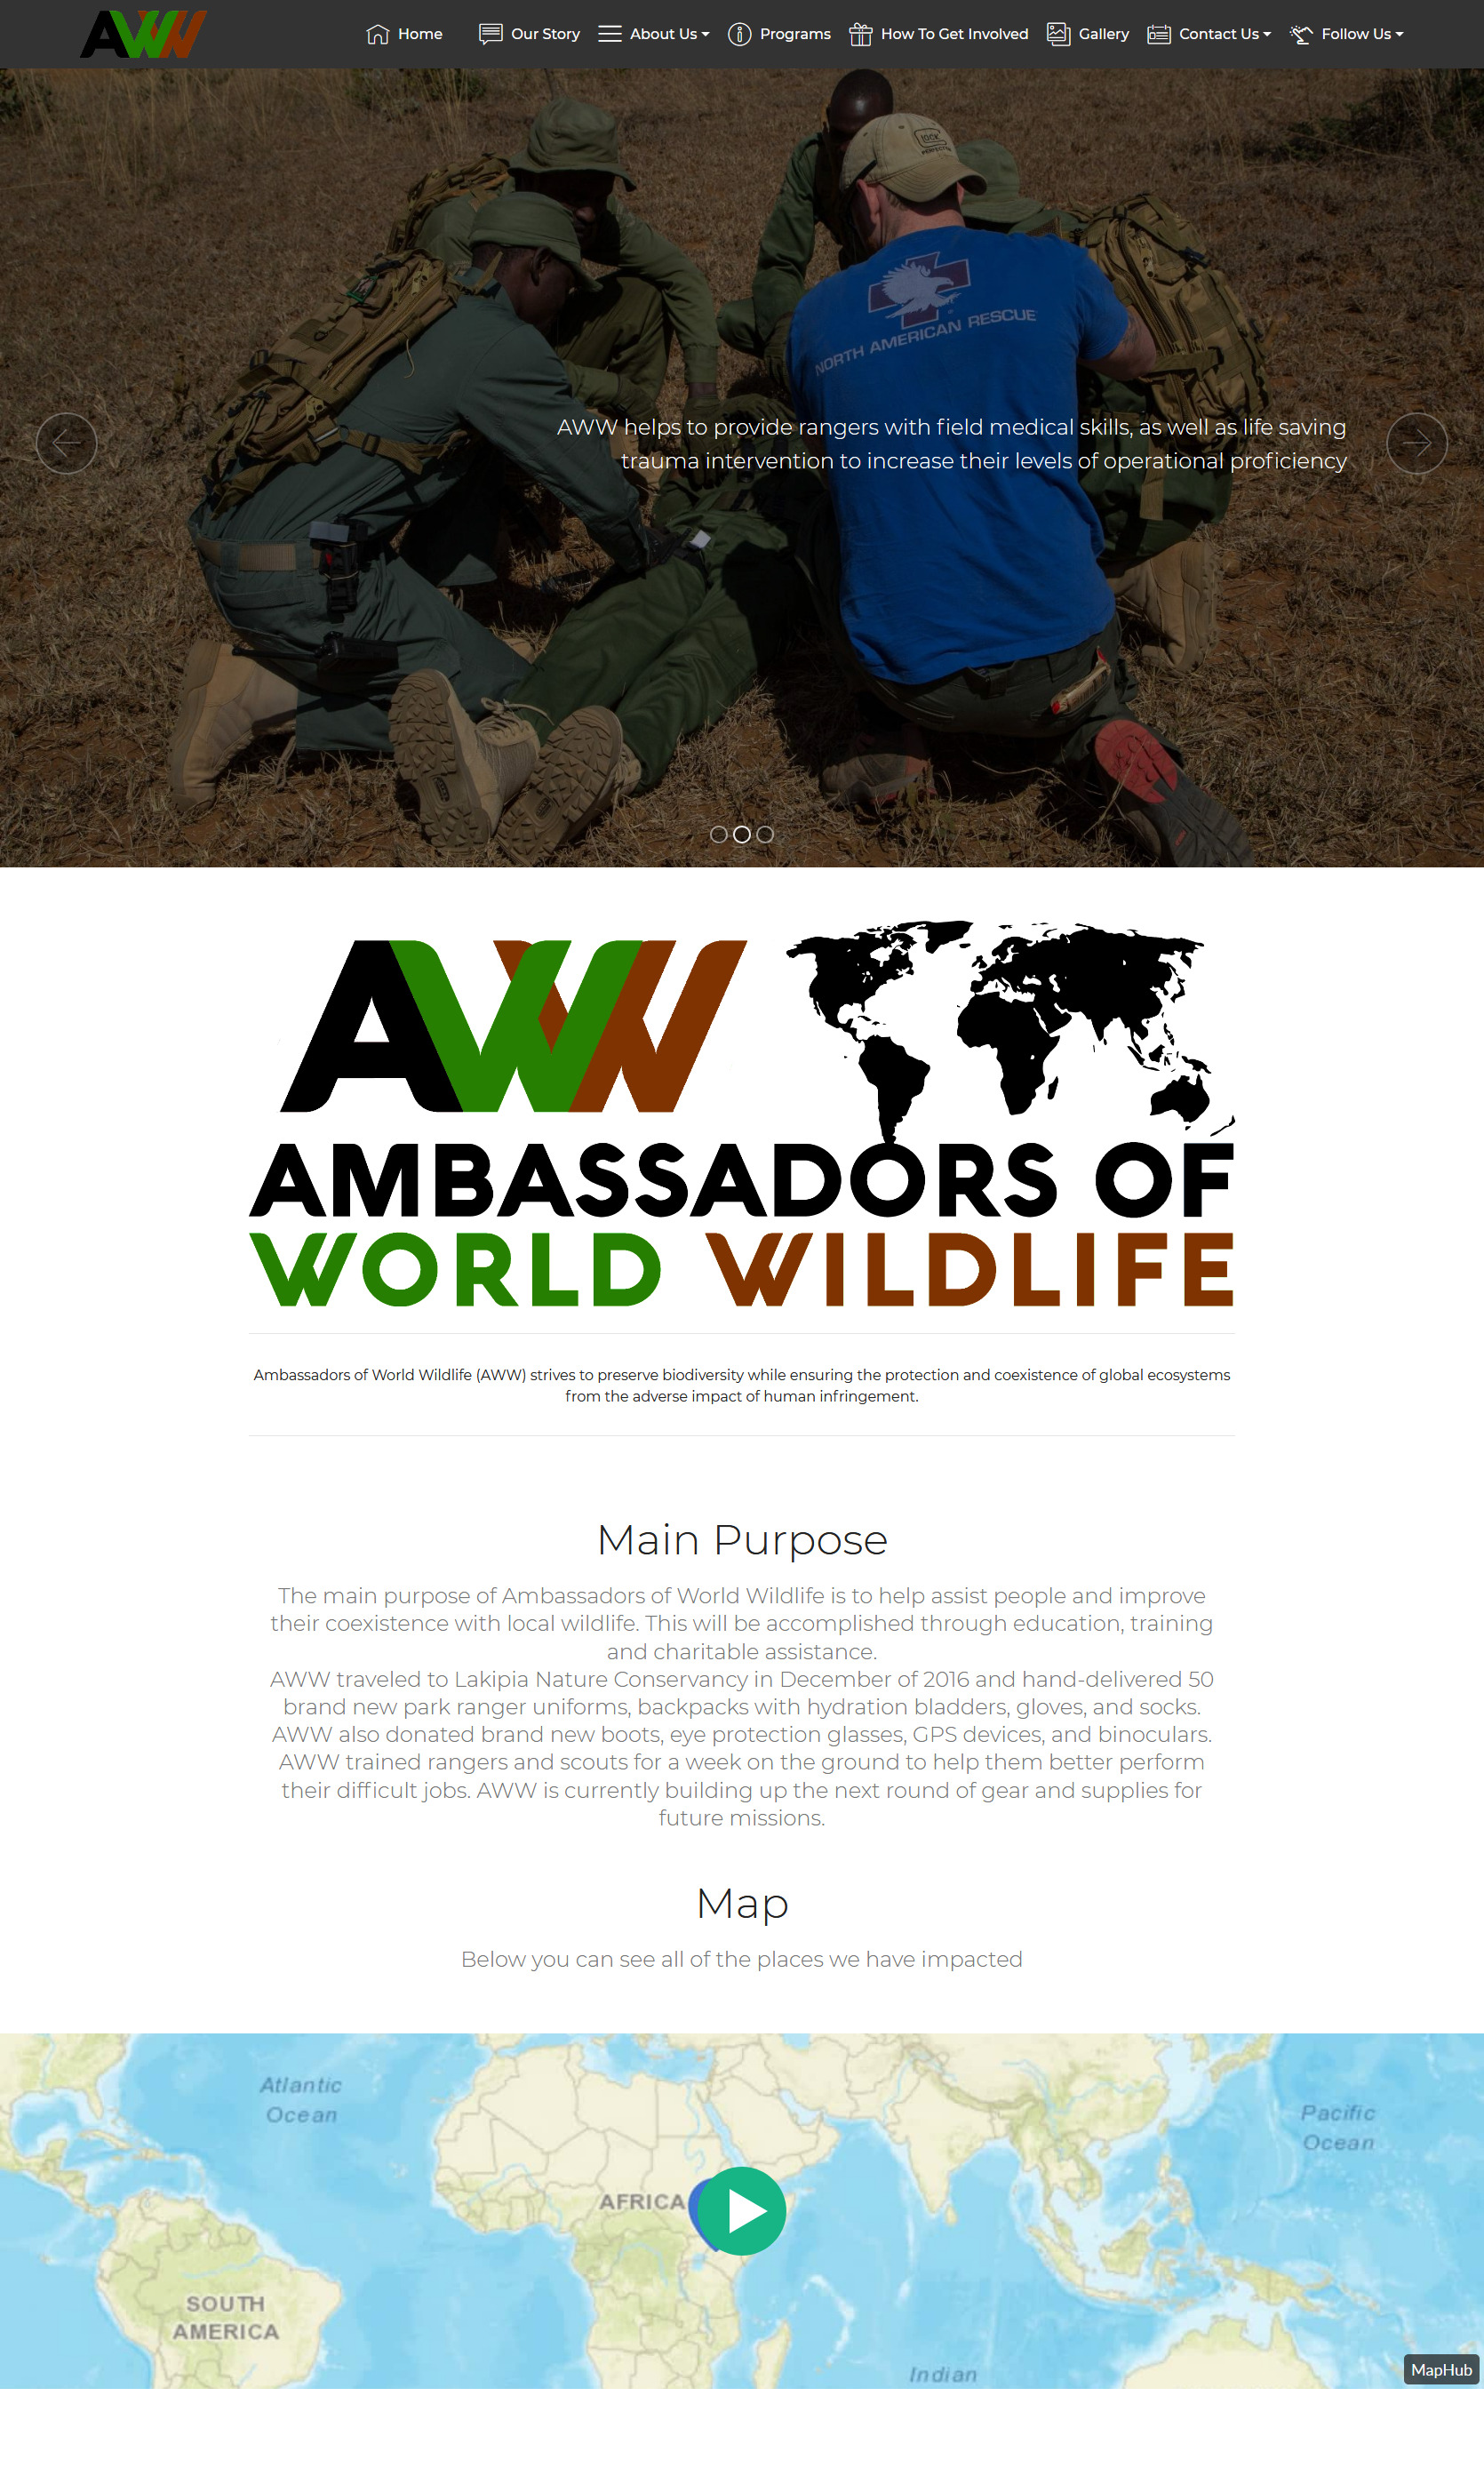 AWW
Home
Our Story
About Us
Programs
How To Get Involved
Gallery
Contact Us
Follow Us
GLOCK
PERFECTION
NORTH AMERICAN RESCUE
AWW helps to provide rangers with field medical skills, as well as life saving
trauma intervention to increase their levels of operational proficiency
AWW
AMBASSADORS OF
WORLD WILDLIFE
Ambassadors of World Wildlife (AWW) strives to preserve biodiversity while ensuring the protection and coexistence of global ecosystems
from the adverse impact of human infringement.
Main Purpose
The main purpose of Ambassadors of World Wildlife is to help assist people and improve
their coexistence with local wildlife. This will be accomplished through education, training
and charitable assistance.
AWW traveled to Lakipia Nature Conservancy in December of 2016 and hand-delivered 50
brand new park ranger uniforms, backpacks with hydration bladders, gloves, and socks.
AWW also donated brand new boots, eye protection glasses, GPS devices, and binoculars.
AWW trained rangers and scouts for a week on the ground to help them better perform
their difficult jobs. AWW is currently building up the next round of gear and supplies for
future missions.
Map
Below you can see all of the places we have impacted
Atlantic
Ocean
Pacific
Ocean
AFRICA
SOUTH
AMERICA
Indian
MapHub